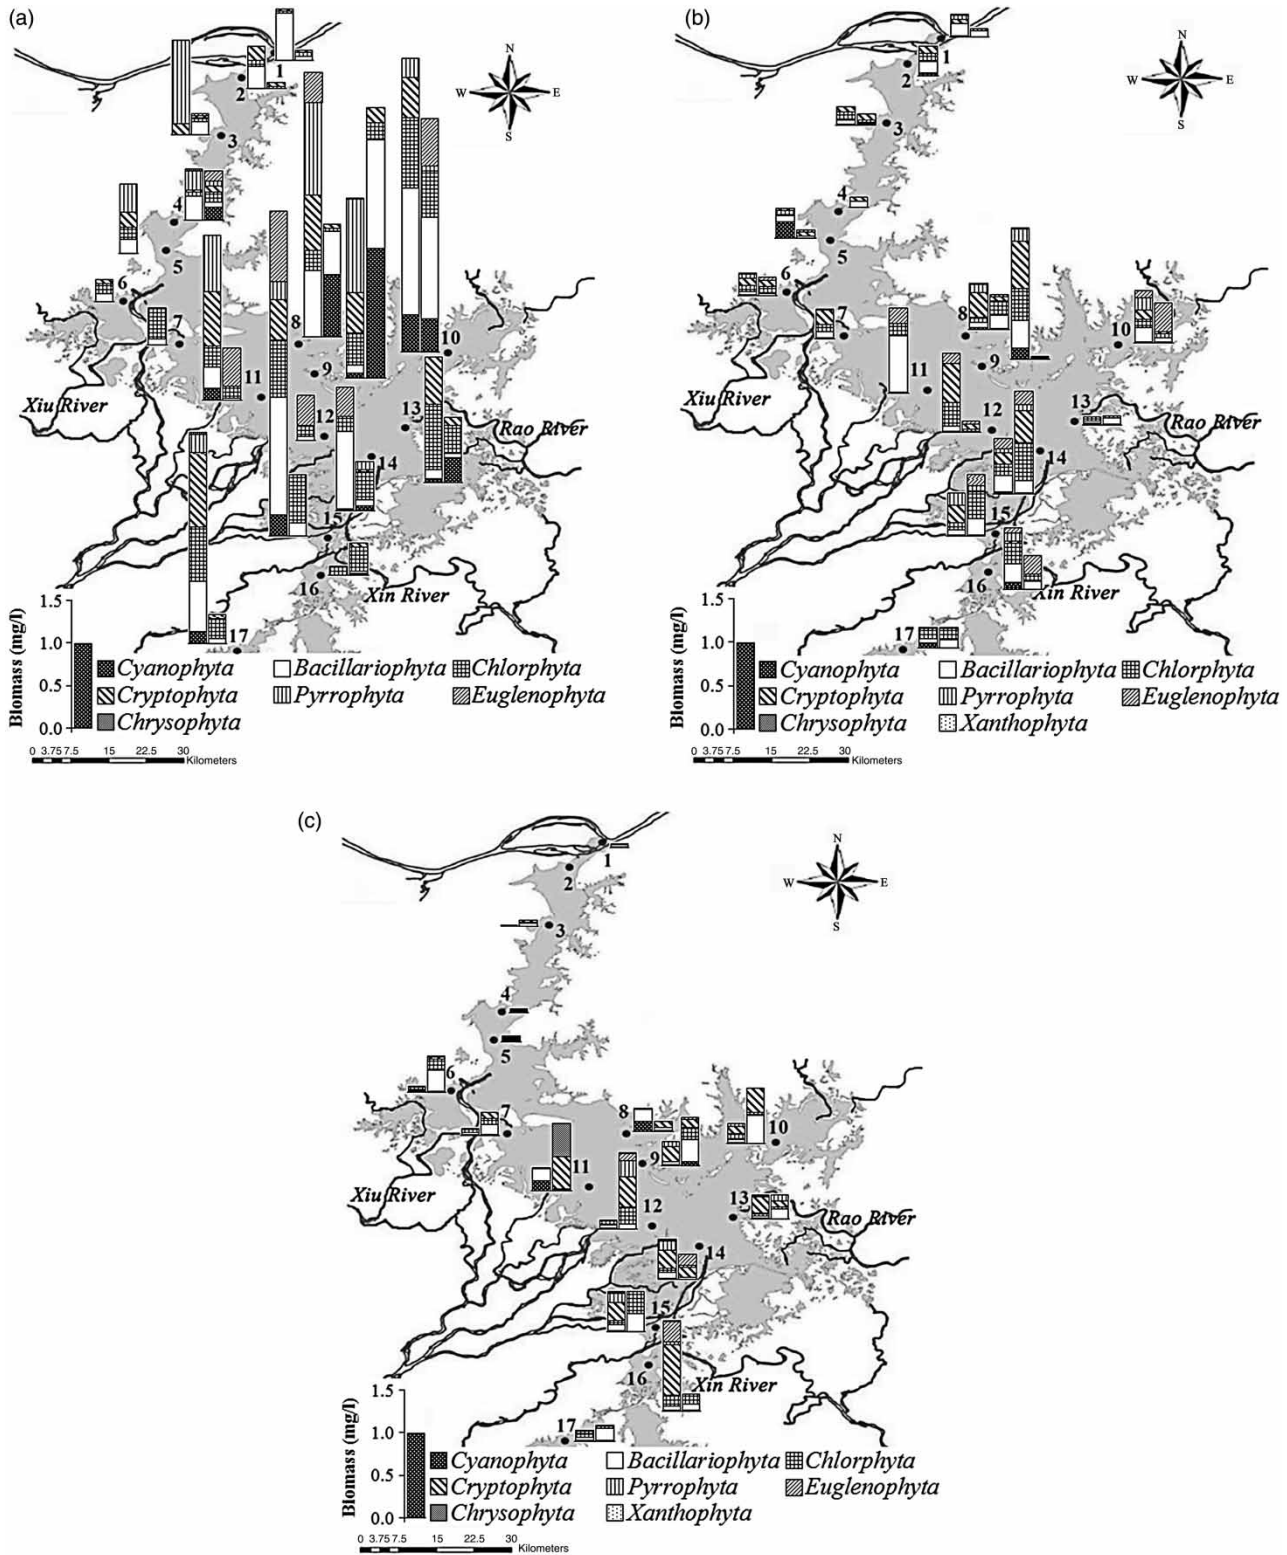 (a)
N
W E
S
1
2
3
4
5
6
7
8
9
10
11
12
13
14
15
16
17
Xiu River
Rao River
Xin River
Biomass (mg/l)
1.5
1.0
0.5
0.0
Cyanophyta Bacillariophyta Chlorphyta
Cryptophyta Pyrrophyta Euglenophyta
Chrysophyta
0 3.75 7.5 15 22.5 30
Kilometers
(b)
N
W E
S
1
2
3
4
5
6
7
8
9
10
11
12
13
14
15
16
17
Xiu River
Rao River
Xin River
Biomass (mg/l)
1.5
1.0
0.5
0.0
Cyanophyta Bacillariophyta Chlorphyta
Cryptophyta Pyrrophyta Euglenophyta
Chrysophyta Xanthophyta
0 3.75 7.5 15 22.5 30
Kilometers
(c)
N
W E
S
1
2
3
4
5
6
7
8
9
10
11
12
13
14
15
16
17
Xiu River
Rao River
Xin River
Biomass (mg/l)
1.5
1.0
0.5
0.0
Cyanophyta Bacillariophyta Chlorphyta
Cryptophyta Pyrrophyta Euglenophyta
Chrysophyta Xanthophyta
0 3.75 7.5 15 22.5 30
Kilometers